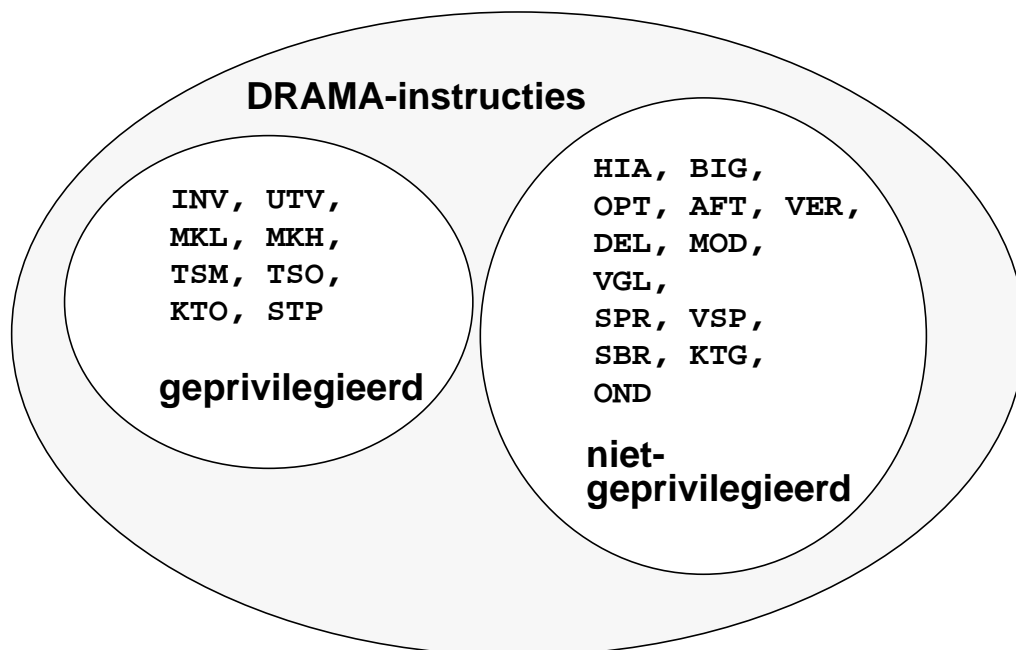 DRAMA-instructies
INV, UTV,
MKL, MKH,
TSM, TSO,
KTO, STP
geprivilegieerd
HIA, BIG,
OPT, AFT, VER,
DEL, MOD,
VGL,
SPR, VSP,
SBR, KTG,
OND
niet-
geprivilegieerd